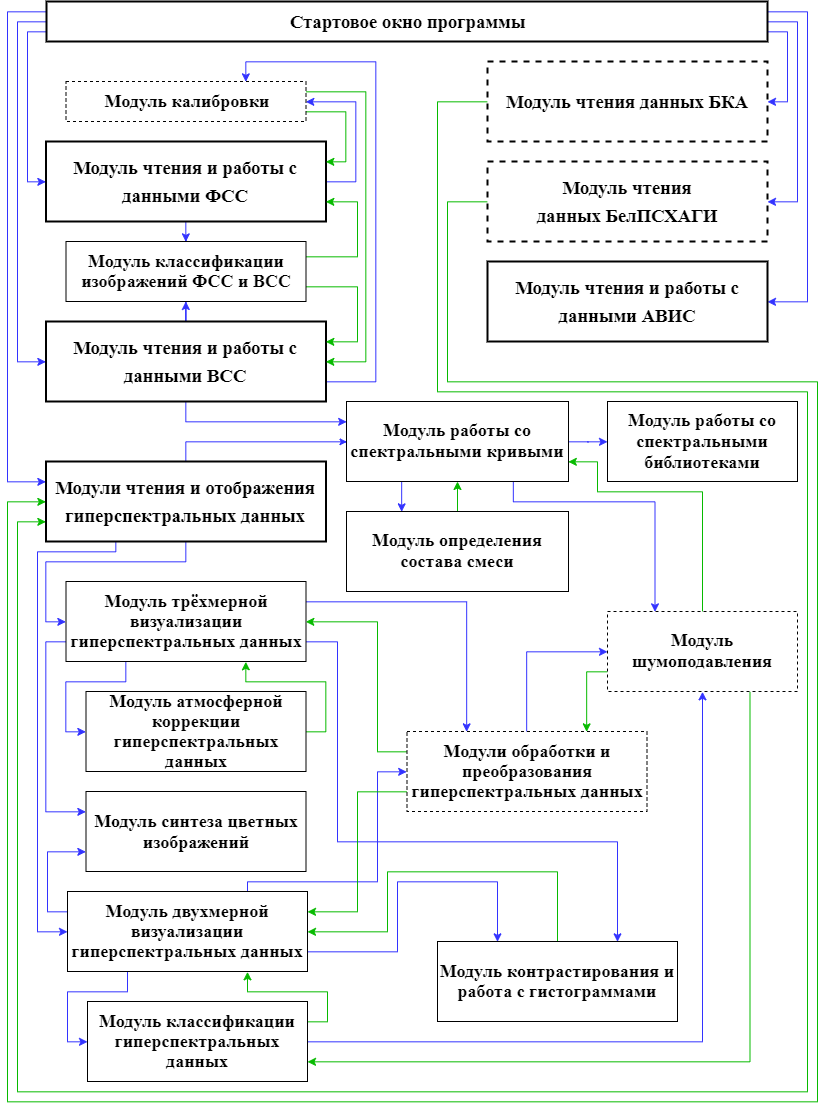 Стартовое окно программы
Модуль калибровки
Модуль чтения и работы с
данными ФСС
Модуль классификации
изображений ФСС и ВСС
Модуль чтения и работы с
данными ВСС
Модуль чтения данных БКА
Модуль чтения
данных БелПСХАГИ
Модуль чтения и работы с
данными АВИС
Модуль работы со
спектральными кривыми
Модуль работы со
спектральными
библиотеками
Модули чтения и отображения
гиперспектральных данных
Модуль определения
состава смеси
Модуль трёхмерной
визуализации
гиперспектральных данных
Модуль
шумоподавления
Модуль атмосферной
коррекции
гиперспектральных
данных
Модули обработки и
преобразования
гиперспектральных данных
Модуль синтеза цветных
изображений
Модуль двухмерной
визуализации
гиперспектральных данных
Модуль контрастирования и
работа с гистограммами
Модуль классификации
гиперспектральных
данных